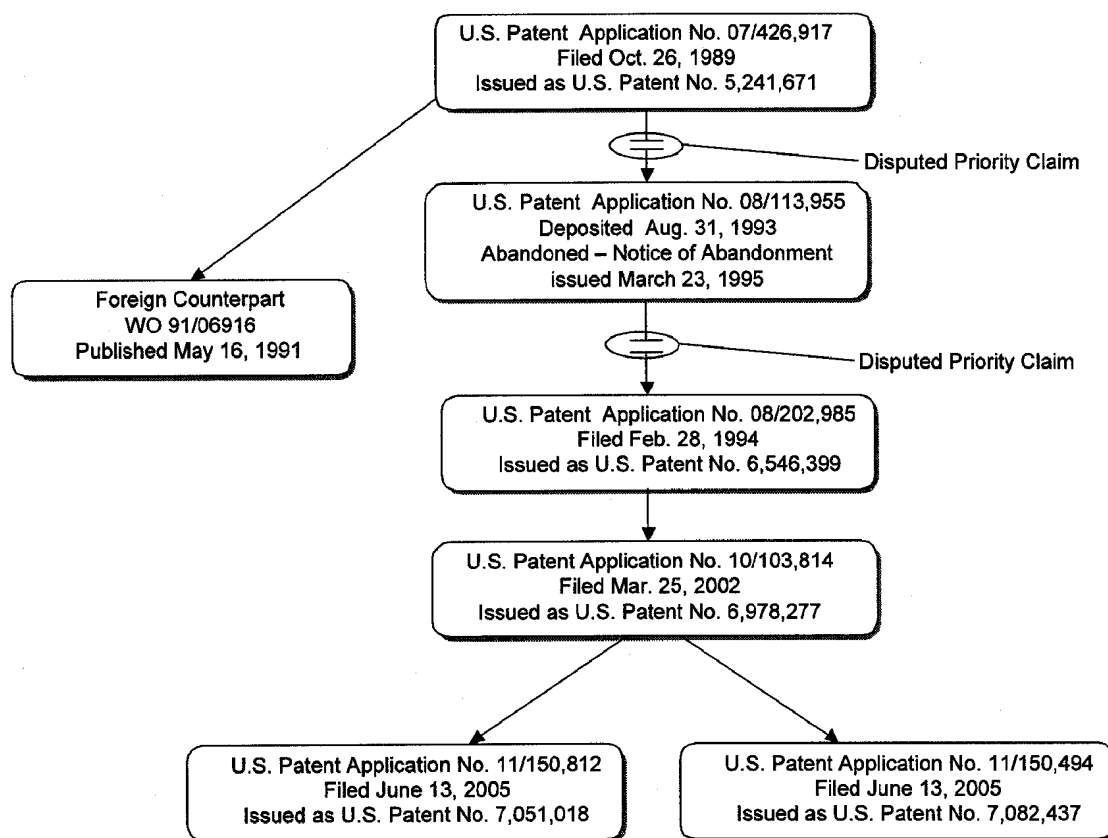 U.S. Patent Application No. 07/426,917
Filed Oct. 26, 1989
Issued as U.S. Patent No. 5,241,671
Disputed Priority Claim
U.S. Patent Application No. 08/113,955
Deposited Aug. 31, 1993
Abandoned – Notice of Abandonment
issued March 23, 1995
Foreign Counterpart
WO 91/06916
Published May 16, 1991
Disputed Priority Claim
U.S. Patent Application No. 08/202,985
Filed Feb. 28, 1994
Issued as U.S. Patent No. 6,546,399
U.S. Patent Application No. 10/103,814
Filed Mar. 25, 2002
Issued as U.S. Patent No. 6,978,277
U.S. Patent Application No. 11/150,812
Filed June 13, 2005
Issued as U.S. Patent No. 7,051,018
U.S. Patent Application No. 11/150,494
Filed June 13, 2005
Issued as U.S. Patent No. 7,082,437